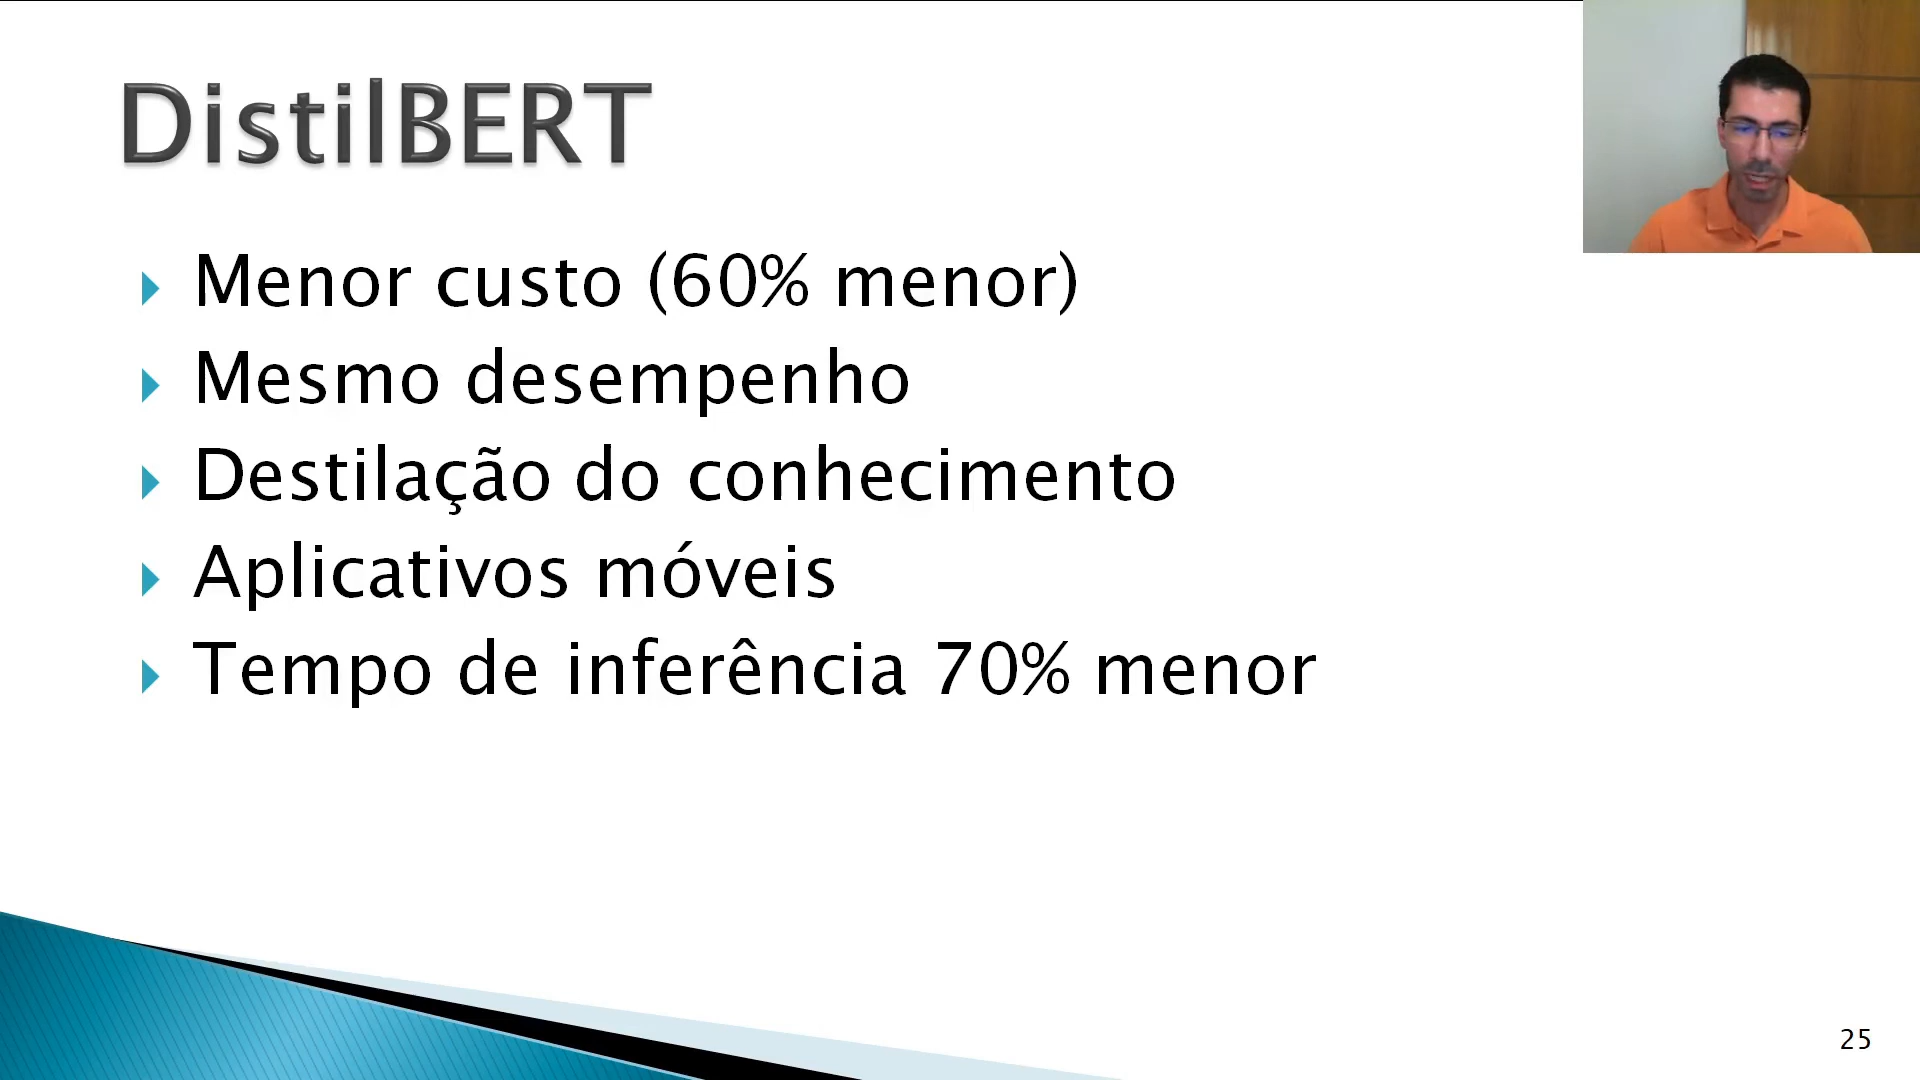 DistilBERT
Menor custo (60% menor)
Mesmo desempenho
Destilação do conhecimento
Aplicativos móveis
Tempo de inferência 70% menor
25